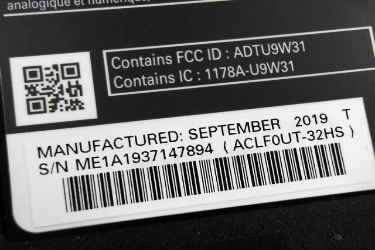 analogique et numérique
Contains FCC ID : ADTU9W31
Contains IC : 1178A-U9W31
MANUFACTURED: SEPTEMBER 2019 T
S/N ME1A1937147894 ( ACLF0UT-32HS )